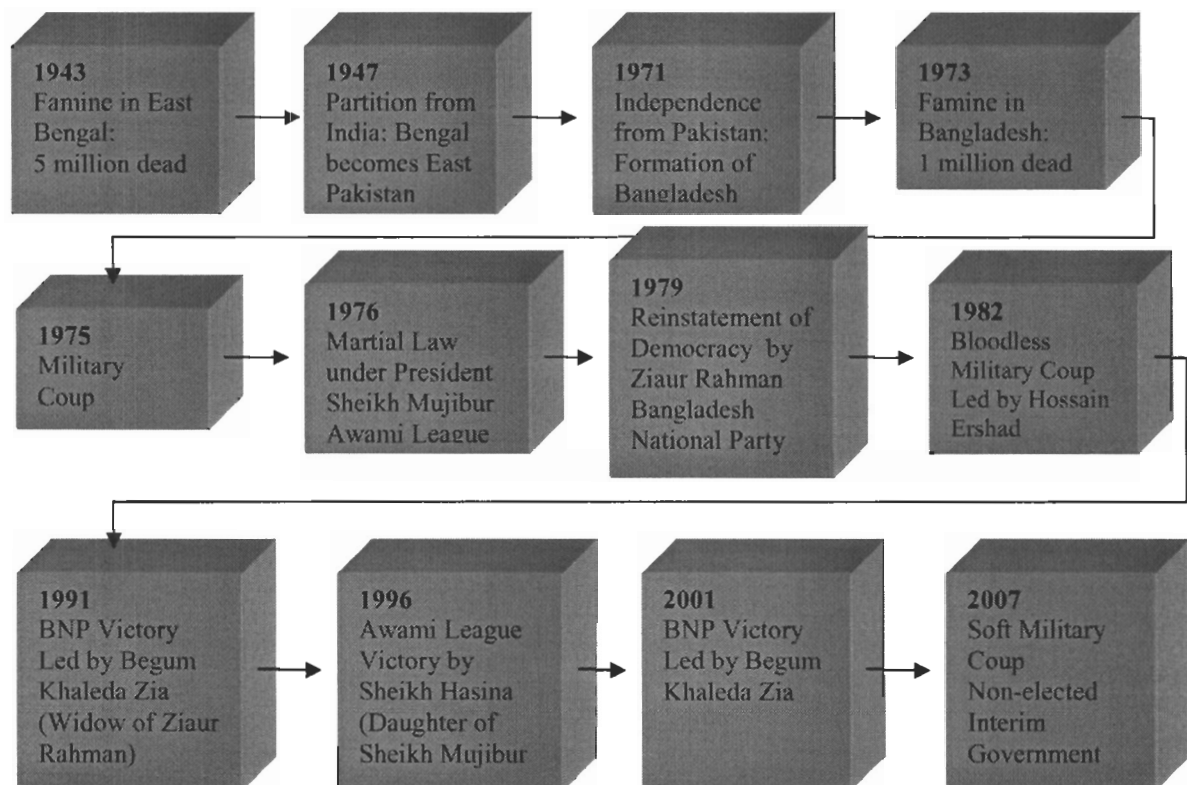 1943
Famine in East
Bengal:
5 million dead
1947
Partition from
India: Bengal
becomes East
Pakistan
1971
Independence
from Pakistan:
Formation of
Bangladesh
1973
Famine in
Bangladesh:
1 million dead
1975
Military
Coup
1976
Martial Law
under President
Sheikh Mujibur
Awami League
1979
Reinstatement of
Democracy by
Ziaur Rahman
Bangladesh
National Party
1982
Bloodless
Military Coup
Led by Hossain
Ershad
1991
BNP Victory
Led by Begum
Khaleda Zia
(Widow of Ziaur
Rahman)
1996
Awami League
Victory by
Sheikh Hasina
(Daughter of
Sheikh Mujibur
2001
BNP Victory
Led by Begum
Khaleda Zia
2007
Soft Military
Coup
Non-elected
Interim
Government